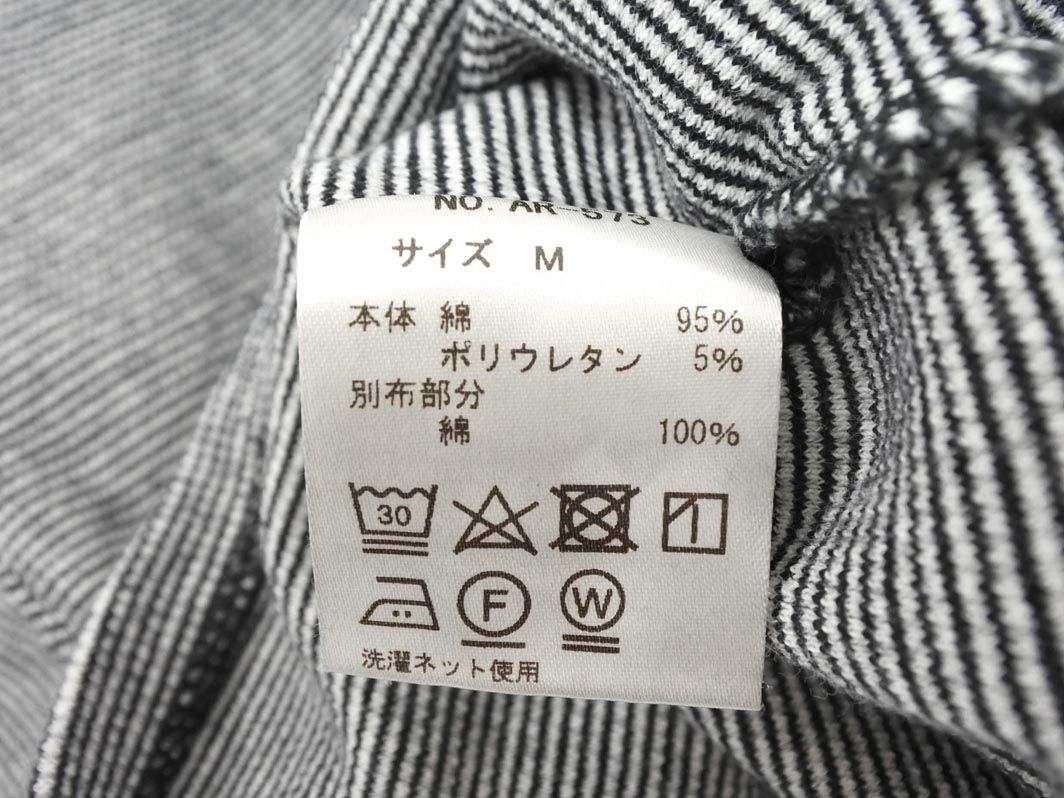 NO. AR-573
サイズ M
本体 綿 95%
ポリウレタン 5%
別布部分
綿 100%
30
F W
洗濯ネット使用